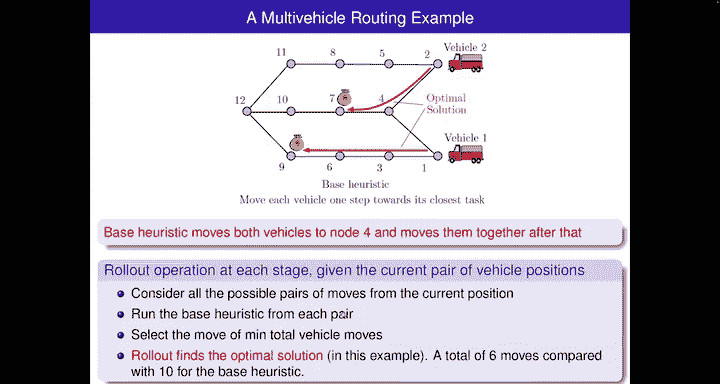 A Multivehicle Routing Example
11
8
5
2
Vehicle 2
12
10
7
4
Optimal
Solution
Vehicle 1
9
6
3
1
Base heuristic
Move each vehicle one step towards its closest task
Base heuristic moves both vehicles to node 4 and moves them together after that
Rollout operation at each stage, given the current pair of vehicle positions
Consider all the possible pairs of moves from the current position
Run the base heuristic from each pair
Select the move of min total vehicle moves
Rollout finds the optimal solution (in this example). A total of 6 moves compared
with 10 for the base heuristic.